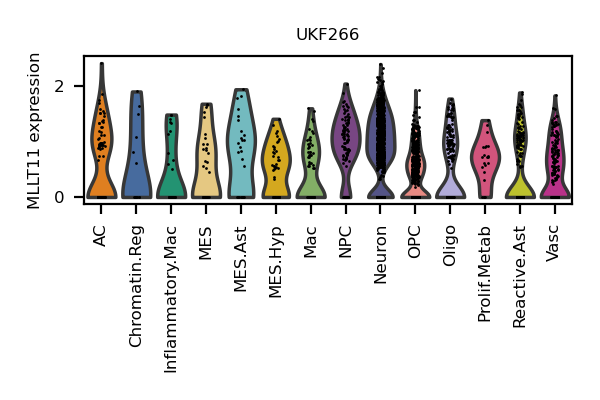 UKF266
MLLT11 expression
2
0
AC
Chromatin.Reg
Inflammatory.Mac
MES
MES.Ast
MES.Hyp
Mac
NPC
Neuron
OPC
Oligo
Prolif.Metab
Reactive.Ast
Vasc